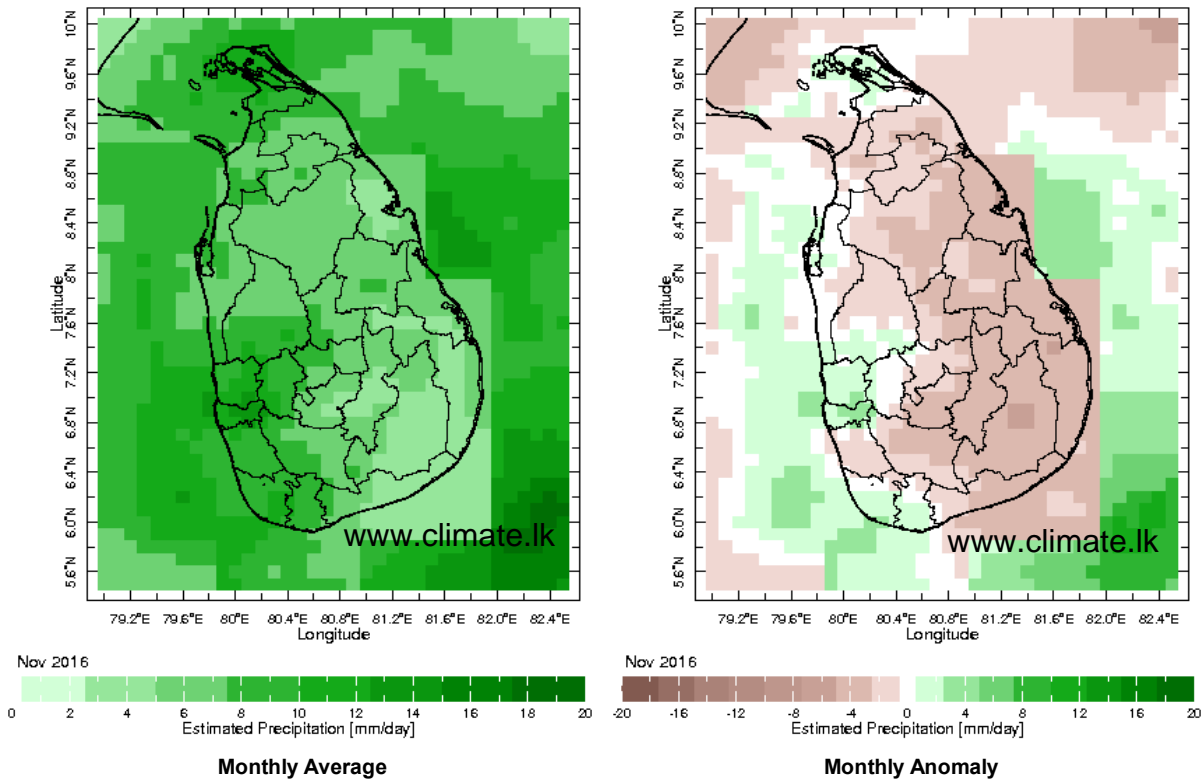 10°N
9.6°N
9.2°N
8.8°N
8.4°N
8°N
7.6°N
7.2°N
6.8°N
6.4°N
6.0°N
5.6°N
Latitude
www.climate.lk
79.2°E 79.6°E 80°E 80.4°E 80.8°E 81.2°E 81.6°E 82.0°E 82.4°E
Longitude
Nov 2016
0 2 4 6 8 10 12 14 16 18 20
Estimated Precipitation [mm/day]
Monthly Average
10°N
9.6°N
9.2°N
8.8°N
8.4°N
8°N
7.6°N
7.2°N
6.8°N
6.4°N
6.0°N
5.6°N
Latitude
www.climate.lk
79.2°E 79.6°E 80°E 80.4°E 80.8°E 81.2°E 81.6°E 82.0°E 82.4°E
Longitude
Nov 2016
-20 -16 -12 -8 -4 0 4 8 12 16 20
Estimated Precipitation [mm/day]
Monthly Anomaly